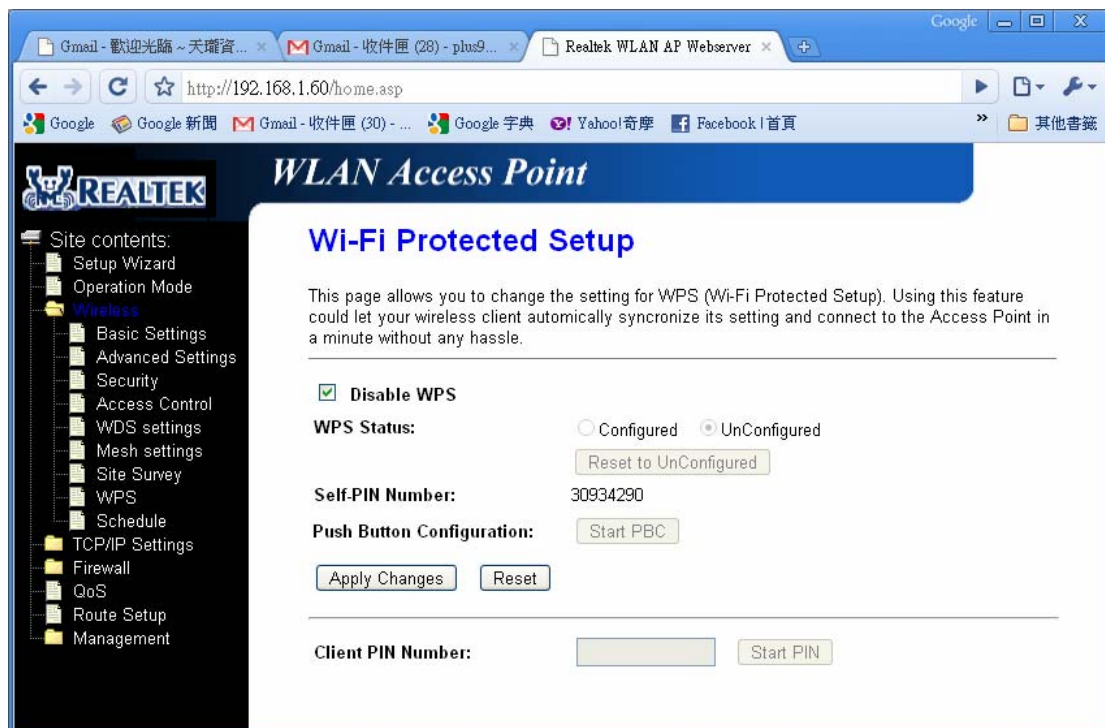 Google
Gmail - 歡迎光臨 ~ 天瓏資...
Gmail - 收件匣 (28) - plus9...
Realtek WLAN AP Webserver
http://192.168.1.60/home.asp
Google
Google 新聞
Gmail - 收件匣 (30) - ...
Google 字典
Yahoo!奇摩
Facebook | 首頁
»
其他書籤
REALTEK
WLAN Access Point
Site contents:
Setup Wizard
Operation Mode
Wireless
Basic Settings
Advanced Settings
Security
Access Control
WDS settings
Mesh settings
Site Survey
WPS
Schedule
TCP/IP Settings
Firewall
QoS
Route Setup
Management
Wi-Fi Protected Setup
This page allows you to change the setting for WPS (Wi-Fi Protected Setup). Using this feature
could let your wireless client automically syncronize its setting and connect to the Access Point in
a minute without any hassle.
Disable WPS
WPS Status: Configured UnConfigured
Reset to UnConfigured
Self-PIN Number: 30934290
Push Button Configuration: Start PBC
Apply Changes Reset
Client PIN Number: Start PIN